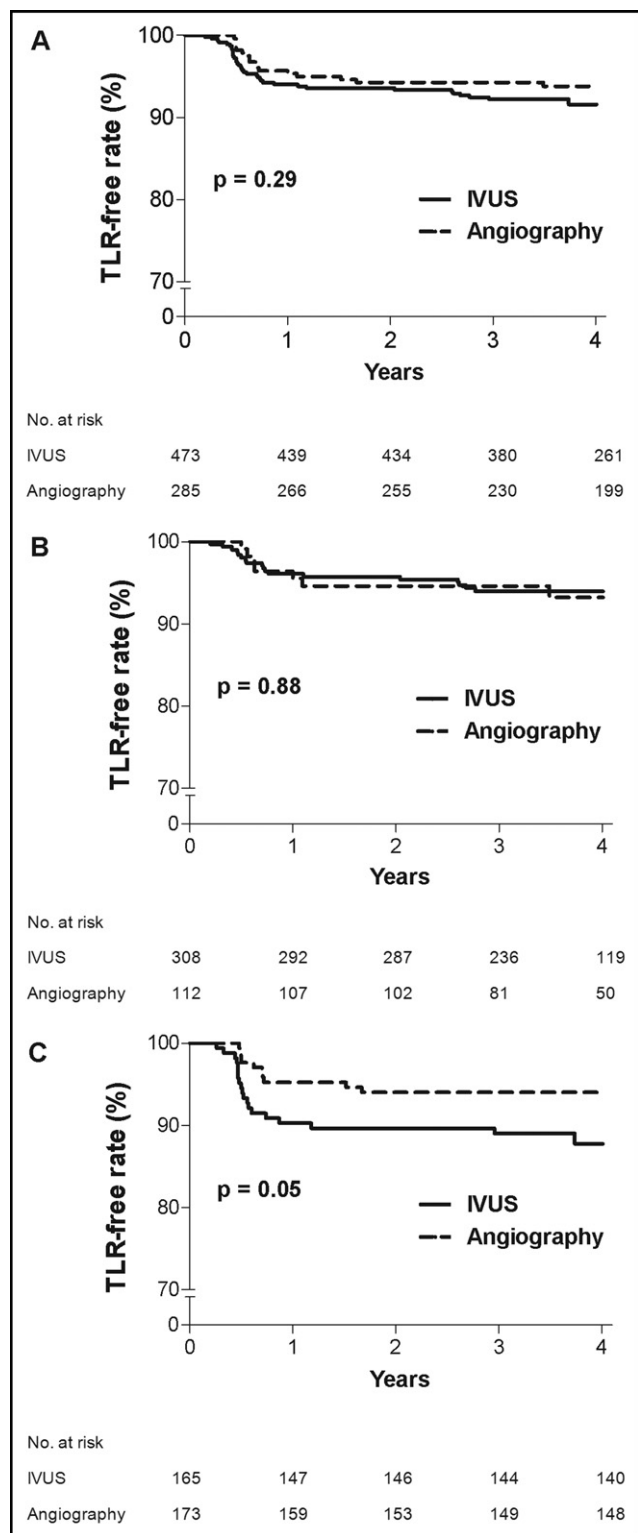 A
TLR-free rate (%)
100
90
80
70
0
p = 0.29
IVUS
Angiography
0 1 2 3 4
Years
No. at risk
IVUS 473 439 434 380 261
Angiography 285 266 255 230 199
B
TLR-free rate (%)
100
90
80
70
0
p = 0.88
IVUS
Angiography
0 1 2 3 4
Years
No. at risk
IVUS 308 292 287 236 119
Angiography 112 107 102 81 50
C
TLR-free rate (%)
100
90
80
70
0
p = 0.05
IVUS
Angiography
0 1 2 3 4
Years
No. at risk
IVUS 165 147 146 144 140
Angiography 173 159 153 149 148